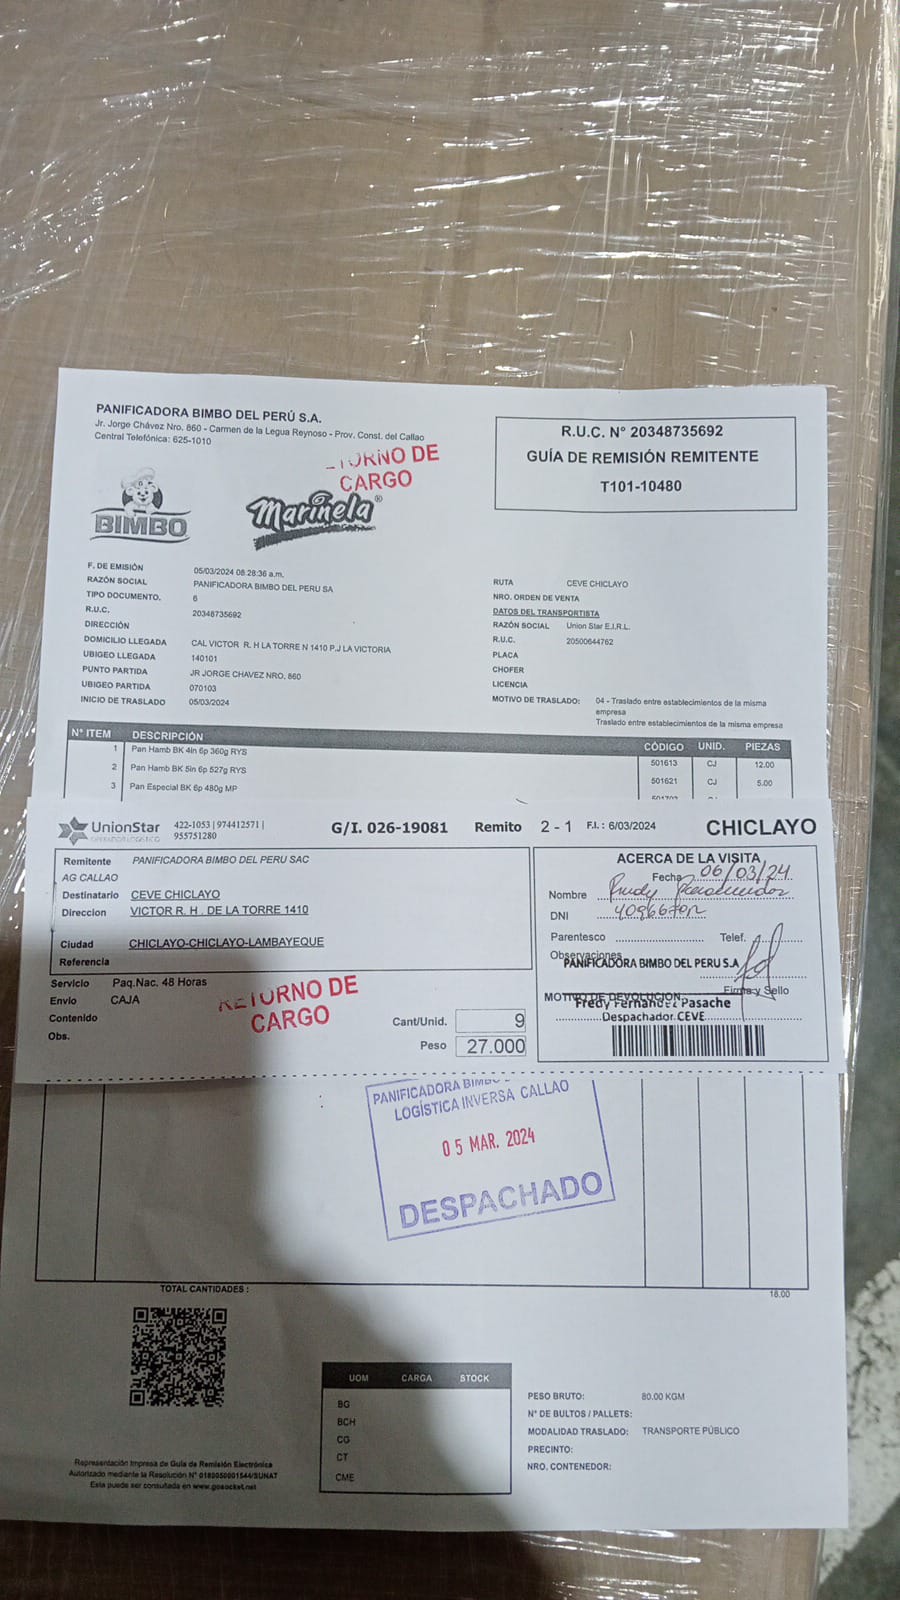 PANIFICADORA BIMBO DEL PERÚ S.A.
Jr. Jorge Chávez Nro. 860 - Carmen de la Legua Reynoso - Prov. Const. del Callao
Central Telefónica: 625-1010
RETORNO DE
CARGO
BIMBO
Marinela®
R.U.C. N° 20348735692
GUÍA DE REMISIÓN REMITENTE
T101-10480
F. DE EMISIÓN 05/03/2024 08:28:36 a.m.
RAZÓN SOCIAL PANIFICADORA BIMBO DEL PERU SA
TIPO DOCUMENTO. 6
R.U.C. 20348735692
DIRECCIÓN
DOMICILIO LLEGADA CAL VICTOR R. H LA TORRE N 1410 P.J LA VICTORIA
UBIGEO LLEGADA 140101
PUNTO PARTIDA JR JORGE CHAVEZ NRO. 860
UBIGEO PARTIDA 070103
INICIO DE TRASLADO 05/03/2024
RUTA CEVE CHICLAYO
NRO. ORDEN DE VENTA
DATOS DEL TRANSPORTISTA
RAZÓN SOCIAL Union Star E.I.R.L.
R.U.C. 20500644762
PLACA
CHOFER
LICENCIA
MOTIVO DE TRASLADO: 04 - Traslado entre establecimientos de la misma
empresa
Traslado entre establecimientos de la misma empresa
N° ITEM DESCRIPCIÓN CÓDIGO UNID. PIEZAS
1 Pan Hamb BK 4in 6p 360g RYS 501613 CJ 12.00
2 Pan Hamb BK 5in 6p 527g RYS 501621 CJ 5.00
3 Pan Especial BK 6p 480g MP
UnionStar
OPERADOR LOGISTICO
422-1053 | 974412571 |
955751280
G/I. 026-19081 Remito 2 - 1 F.I.: 6/03/2024 CHICLAYO
Remitente PANIFICADORA BIMBO DEL PERU SAC
AG CALLAO
Destinatario CEVE CHICLAYO
Direccion VICTOR R. H . DE LA TORRE 1410
Ciudad CHICLAYO-CHICLAYO-LAMBAYEQUE
Referencia
Servicio Paq.Nac. 48 Horas
Envio CAJA
Contenido
Obs.
RETORNO DE
CARGO
Cant/Unid. 9
Peso 27.000
ACERCA DE LA VISITA
Fecha 06/03/24
Nombre
DNI
Parentesco Telef.
Observaciones
PANIFICADORA BIMBO DEL PERU S.A
Firma y Sello
MOTIVO DE DEVOLUCION:
Fredy Fernandez Pasache
Despachador CEVE
PANIFICADORA BIMBO
LOGÍSTICA INVERSA CALLAO
05 MAR. 2024
DESPACHADO
TOTAL CANTIDADES : 18.00
UOM CARGA STOCK
BG
BCH
CG
CT
CME
PESO BRUTO: 80.00 KGM
N° DE BULTOS / PALLETS:
MODALIDAD TRASLADO: TRANSPORTE PÚBLICO
PRECINTO:
NRO. CONTENEDOR:
Representación Impresa de Guía de Remisión Electrónica
Autorizado mediante la Resolución N° 0180050001544/SUNAT
Esta puede ser consultada en www.gosocket.net